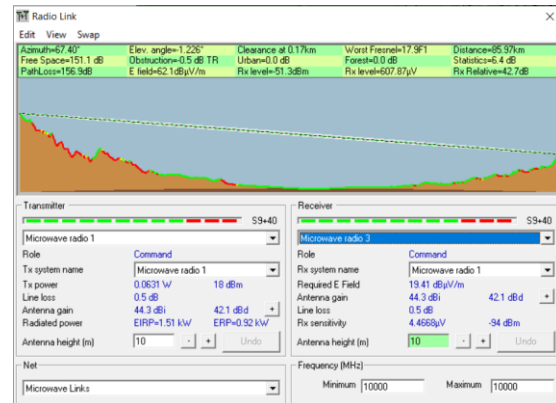 Radio Link
Edit View Swap
Azimuth=67.40° Elev. angle=-1.226° Clearance at 0.17km Worst Fresnel=17.9F1 Distance=85.97km
Free Space=151.1 dB Obstruction=-0.5 dB TR Urban=0.0 dB Forest=0.0 dB Statistics=6.4 dB
PathLoss=156.9dB E field=62.1dBµV/m Rx level=-51.3dBm Rx level=607.87µV Rx Relative=42.7dB
Transmitter
S9+40
Microwave radio 1
Role Command
Tx system name Microwave radio 1
Tx power 0.0631 W 18 dBm
Line loss 0.5 dB
Antenna gain 44.3 dBi 42.1 dBd +
Radiated power EIRP=1.51 kW ERP=0.92 kW
Antenna height (m) 10 - + Undo
Net
Microwave Links
Receiver
S9+40
Microwave radio 3
Role Command
Rx system name Microwave radio 1
Required E Field 19.41 dBµV/m
Antenna gain 44.3 dBi 42.1 dBd +
Line loss 0.5 dB
Rx sensitivity 4.4668µV -94 dBm
Antenna height (m) 10 - + Undo
Frequency (MHz)
Minimum 10000 Maximum 10000